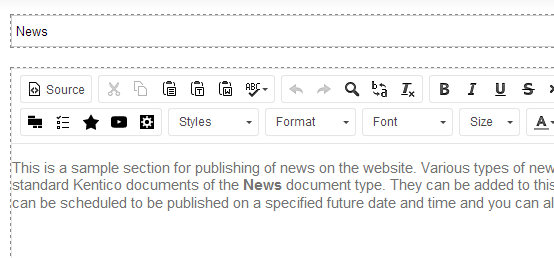 News
Source ABC
B I U S
Styles Format Font Size A
This is a sample section for publishing of news on the website. Various types of new
standard Kentico documents of the News document type. They can be added to this
can be scheduled to be published on a specified future date and time and you can al